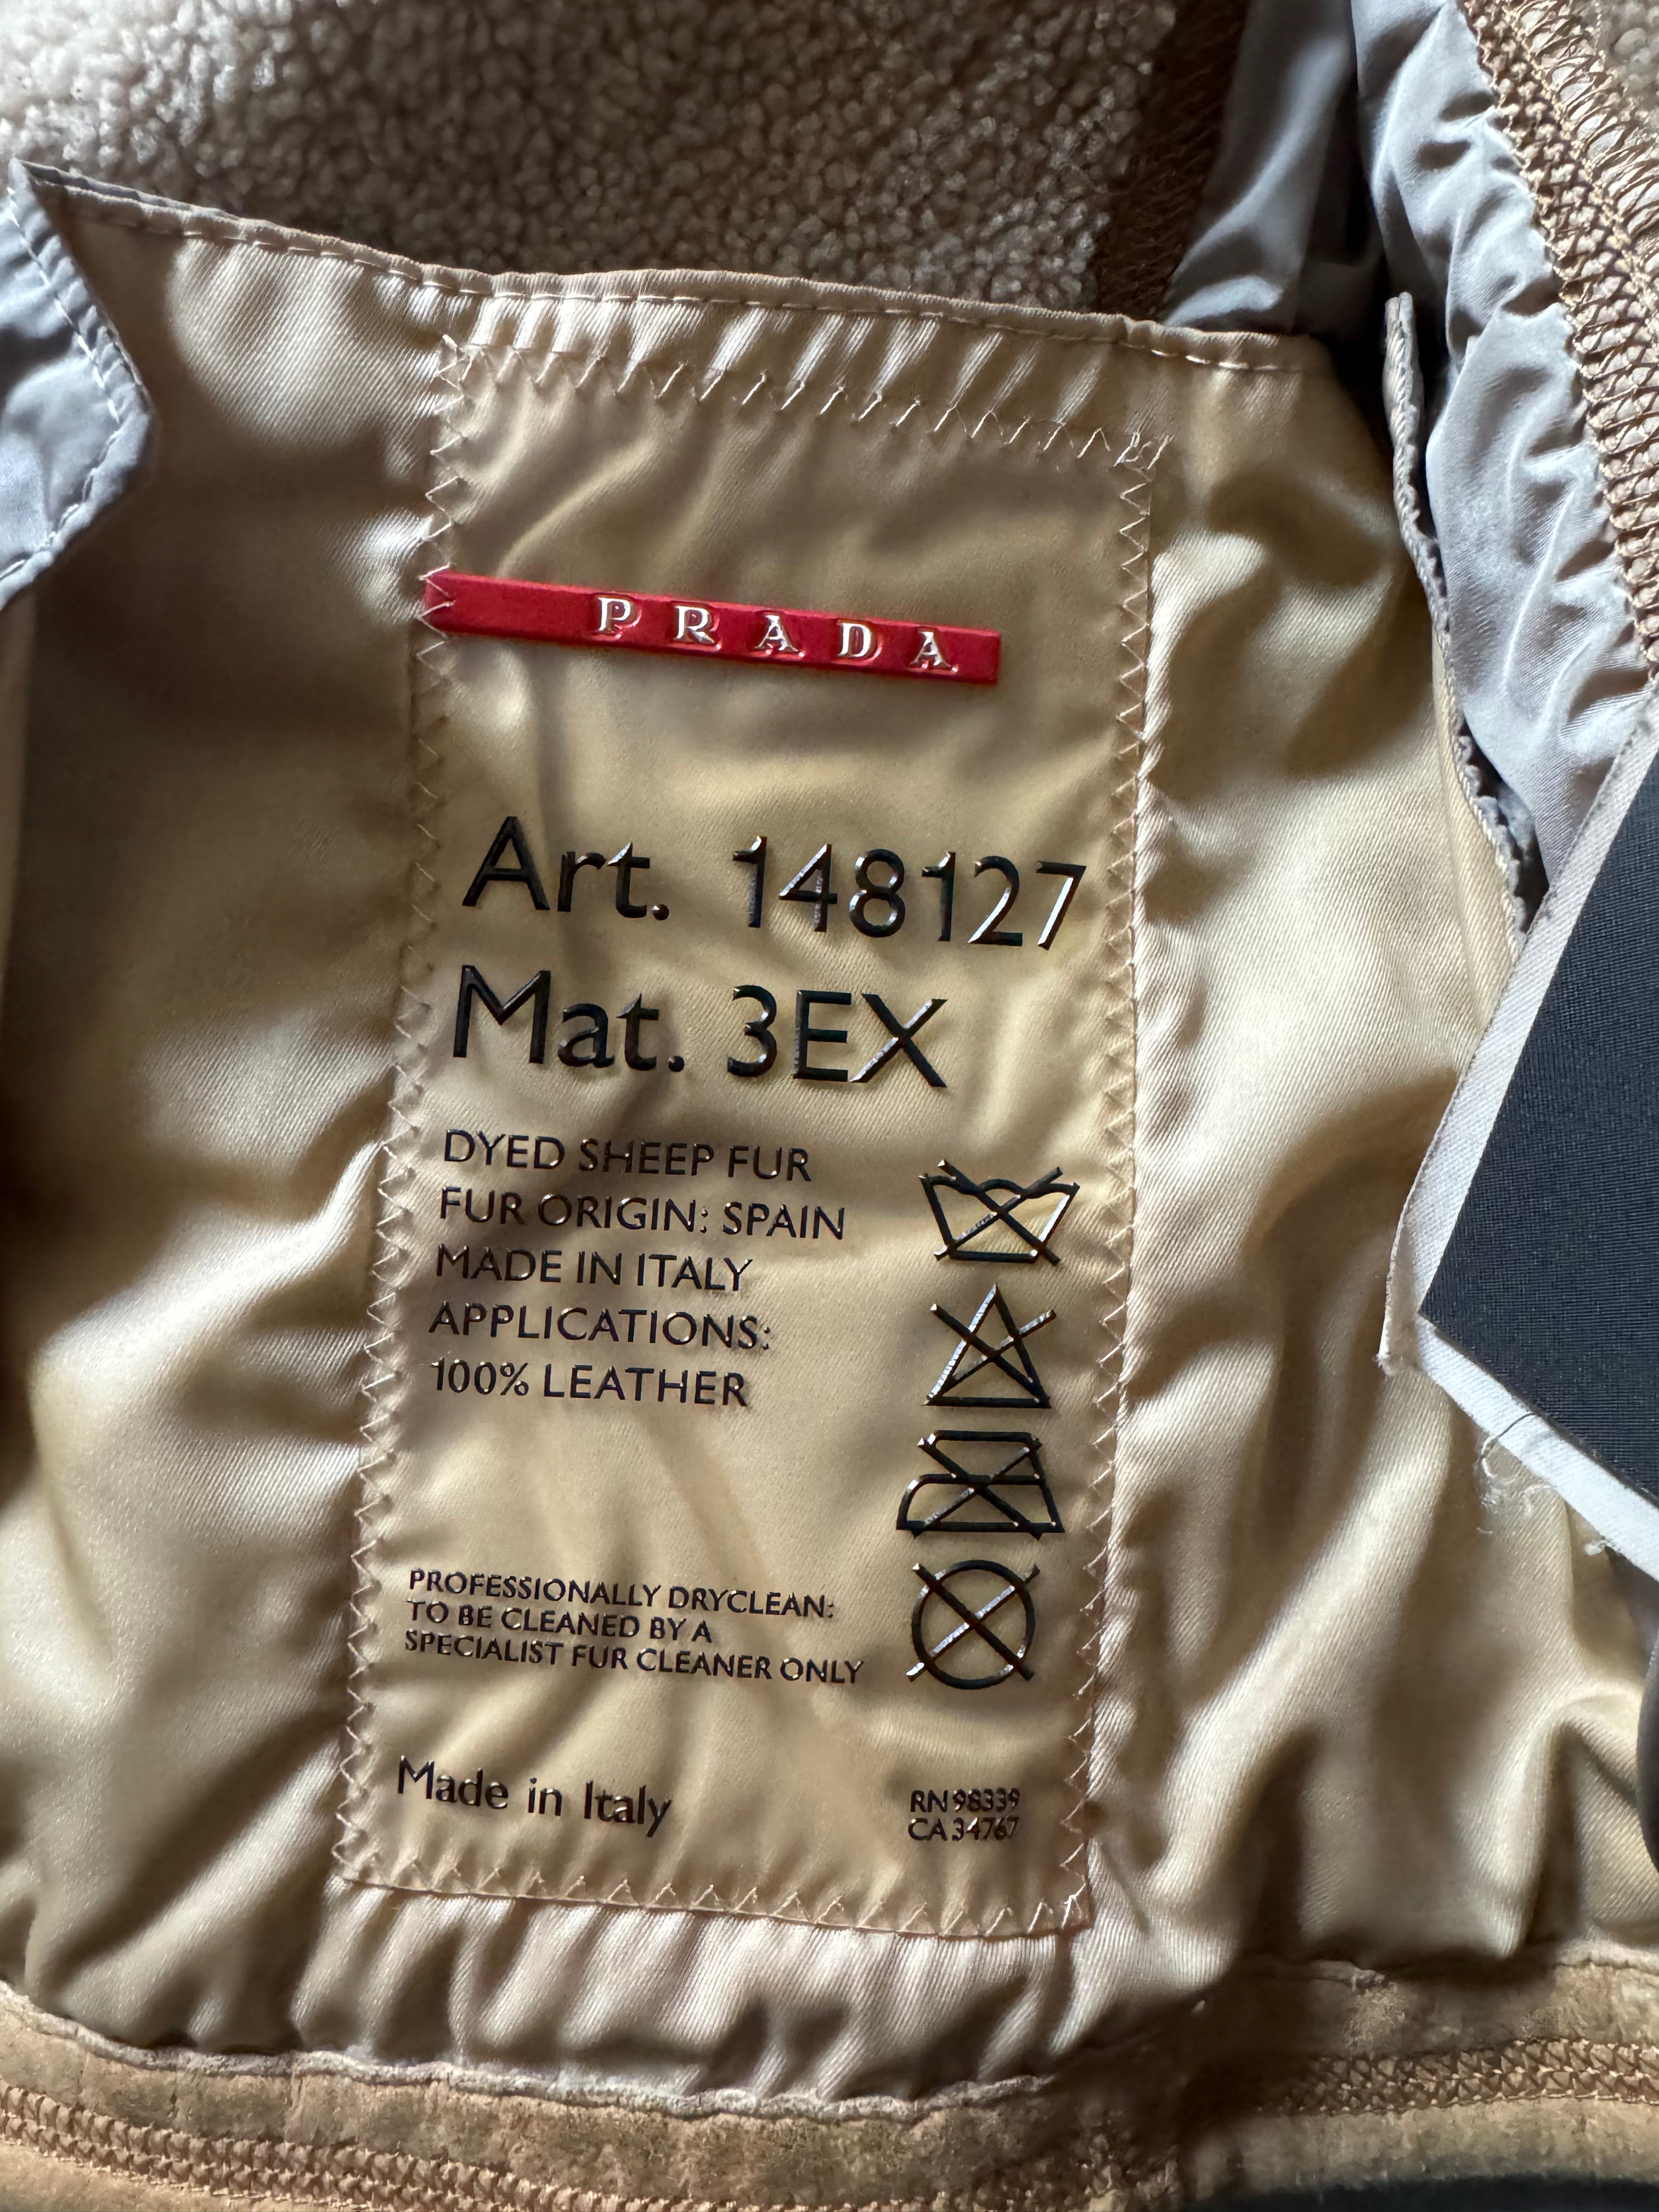 PRADA
Art. 148127
Mat. 3EX
DYED SHEEP FUR
FUR ORIGIN: SPAIN
MADE IN ITALY
APPLICATIONS:
100% LEATHER
PROFESSIONALLY DRYCLEAN:
TO BE CLEANED BY A
SPECIALIST FUR CLEANER ONLY
Made in Italy
RN 98339
CA 34767